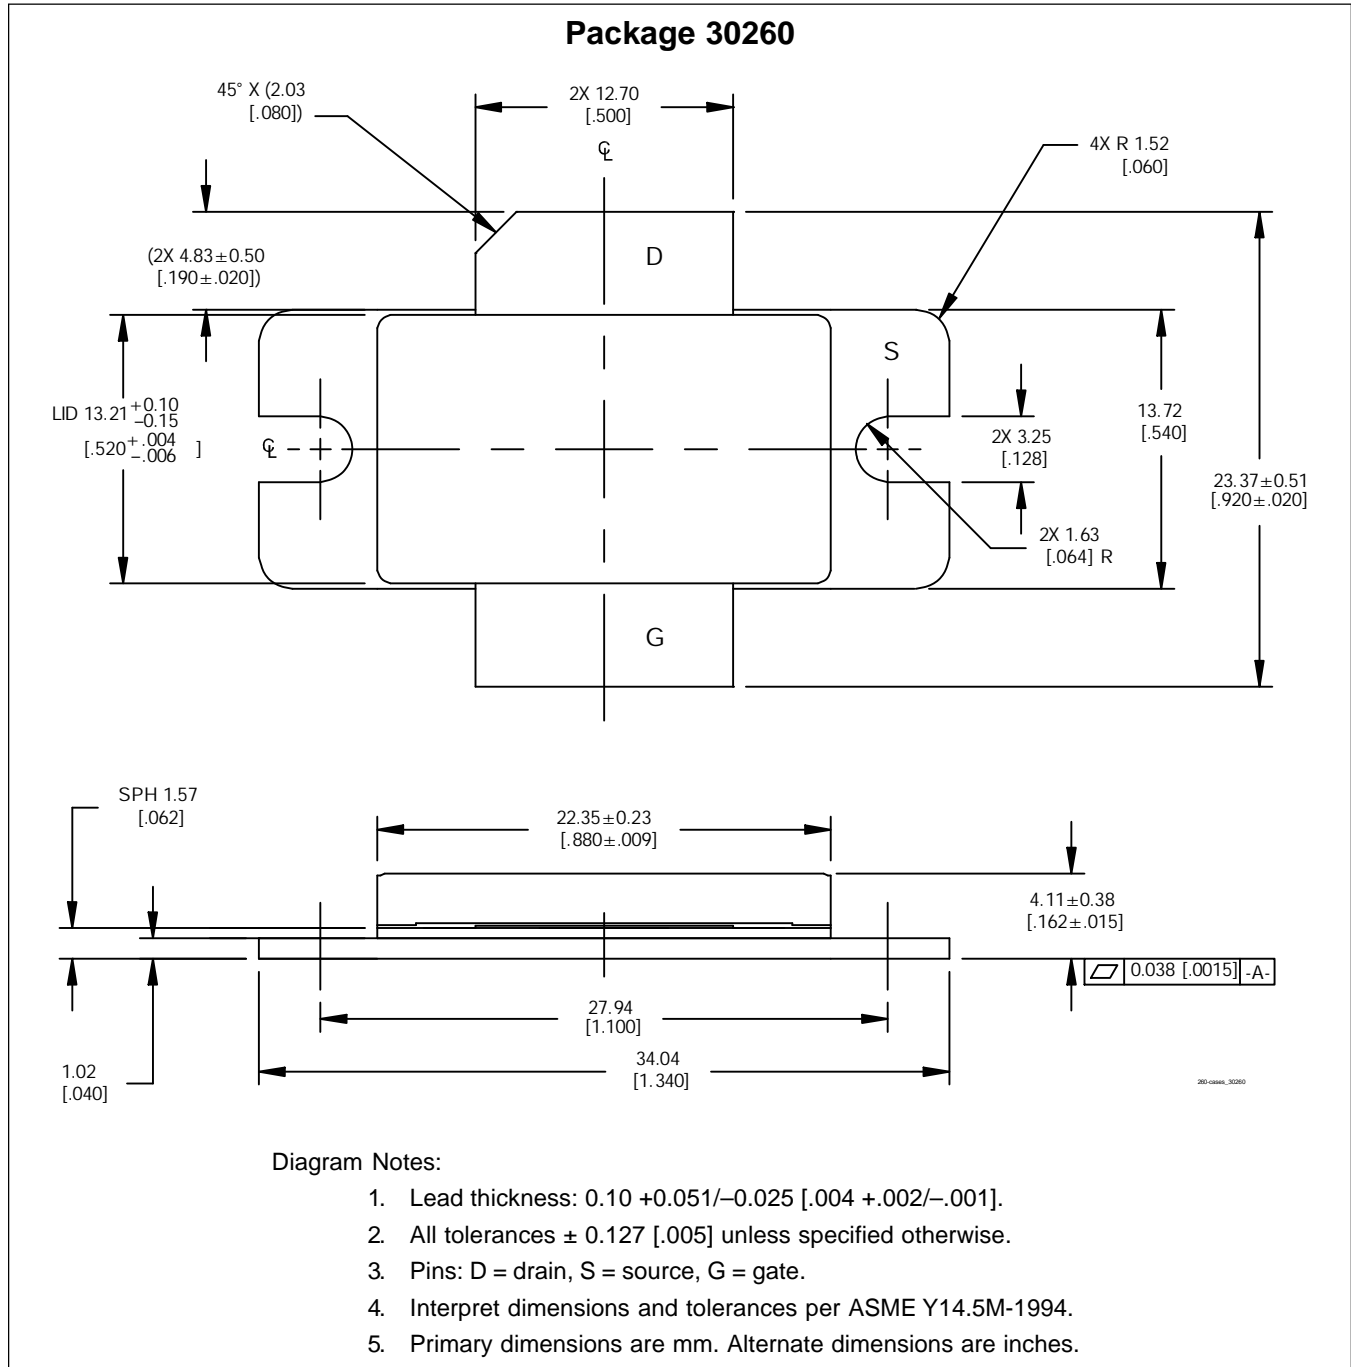 Package 30260
45° X (2.03
[.080])
2X 12.70
[.500]
℄
4X R 1.52
[.060]
(2X 4.83±0.50
[.190±.020])
D
S
LID 13.21 +0.10
–0.15
[.520 +.004
-.006 ]
℄
2X 3.25
[.128]
13.72
[.540]
23.37±0.51
[.920±.020]
2X 1.63
[.064] R
G
SPH 1.57
[.062]
22.35±0.23
[.880±.009]
4.11±0.38
[.162±.015]
0.038 [.0015] -A-
27.94
[1.100]
34.04
[1.340]
1.02
[.040]
260-cases_30260
Diagram Notes:
1. Lead thickness: 0.10 +0.051/–0.025 [.004 +.002/–.001].
2. All tolerances ± 0.127 [.005] unless specified otherwise.
3. Pins: D = drain, S = source, G = gate.
4. Interpret dimensions and tolerances per ASME Y14.5M-1994.
5. Primary dimensions are mm. Alternate dimensions are inches.